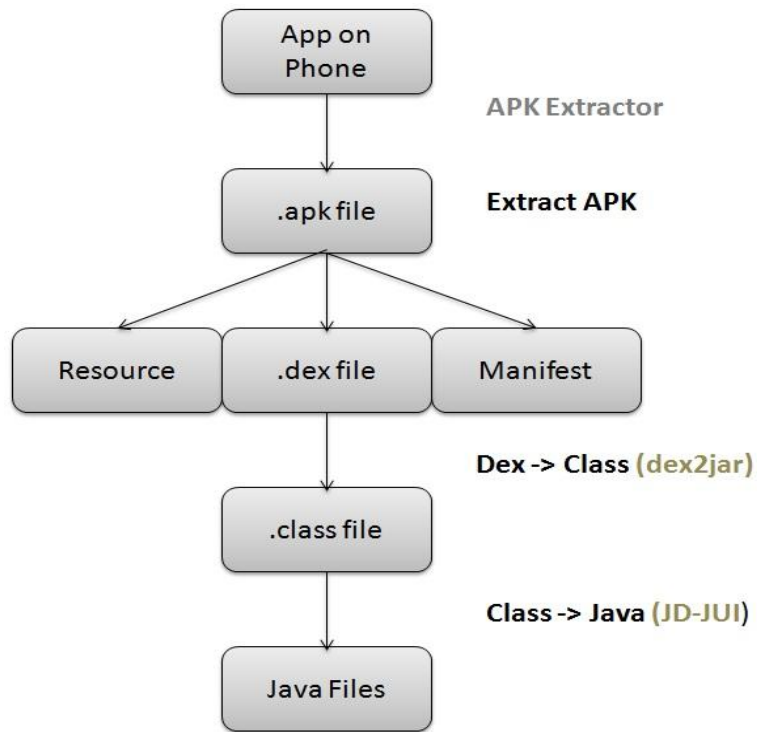 App on
Phone
APK Extractor
.apk file
Extract APK
Resource
.dex file
Manifest
Dex -> Class (dex2jar)
.class file
Class -> Java (JD-JUI)
Java Files